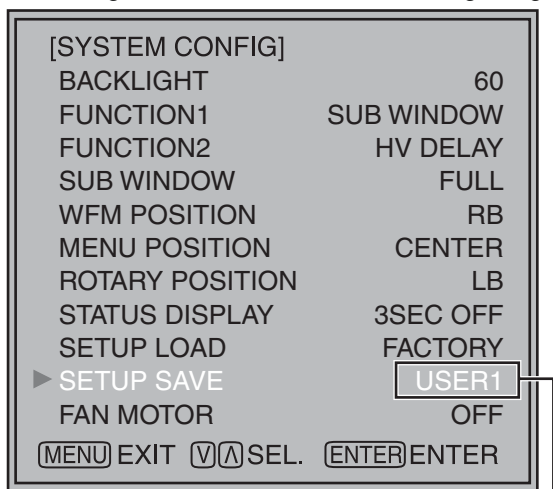 [SYSTEM CONFIG]
BACKLIGHT 60
FUNCTION1 SUB WINDOW
FUNCTION2 HV DELAY
SUB WINDOW FULL
WFM POSITION RB
MENU POSITION CENTER
ROTARY POSITION LB
STATUS DISPLAY 3SEC OFF
SETUP LOAD FACTORY
▶ SETUP SAVE USER1
FAN MOTOR OFF
MENU EXIT V Λ SEL. ENTER ENTER